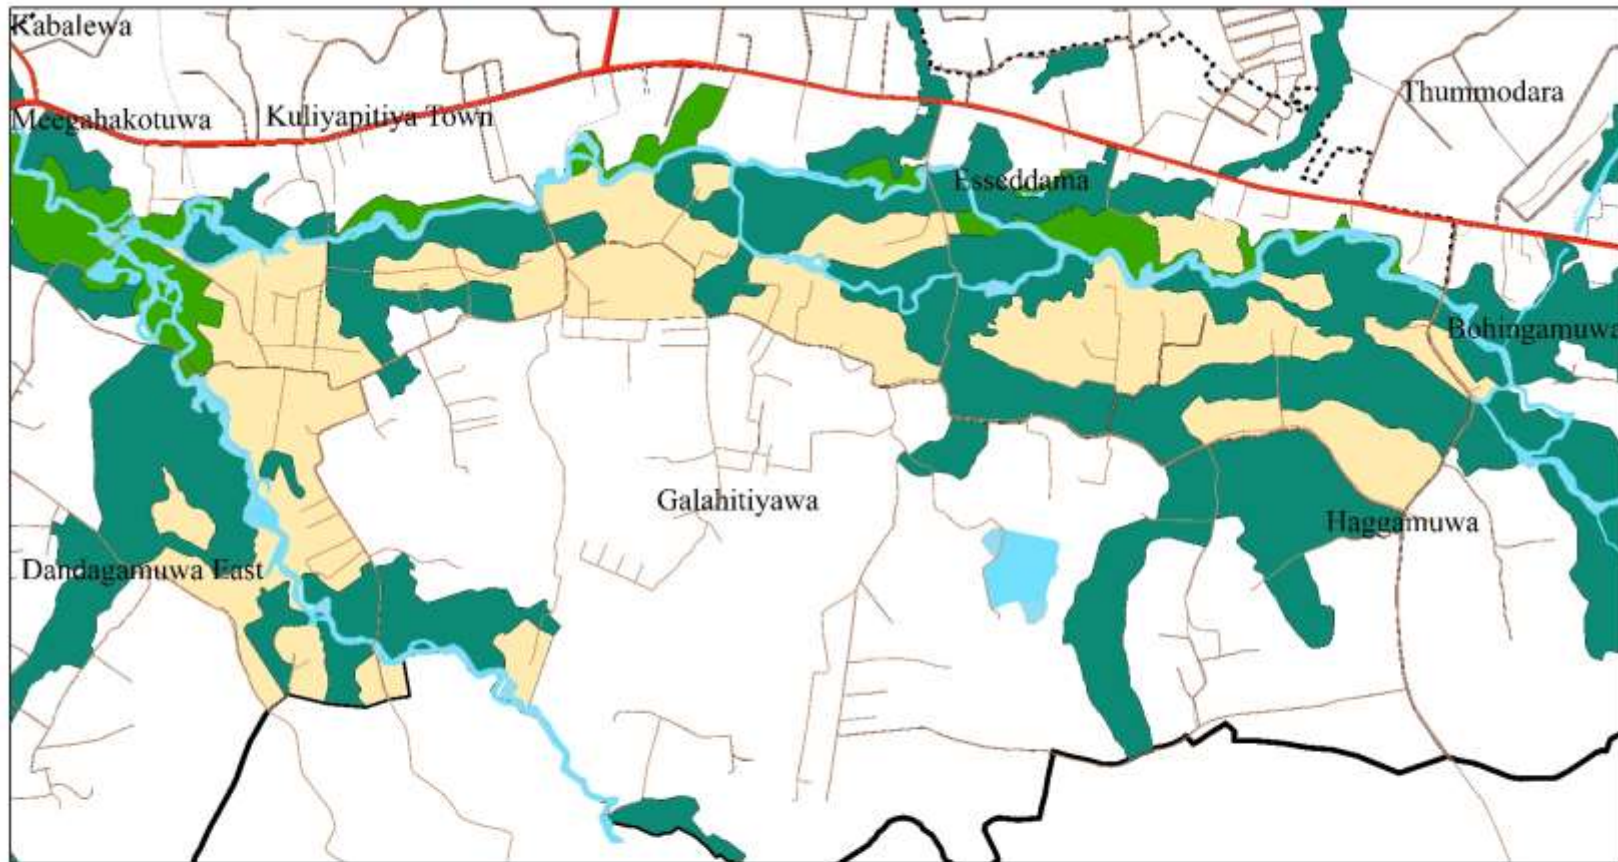 Kabalewa
Thummodara
Meegahakotuwa
Kuliyapitiya Town
Esseddama
Bohingamuwa
Galahitiyawa
Haggamuwa
Dandagamuwa East